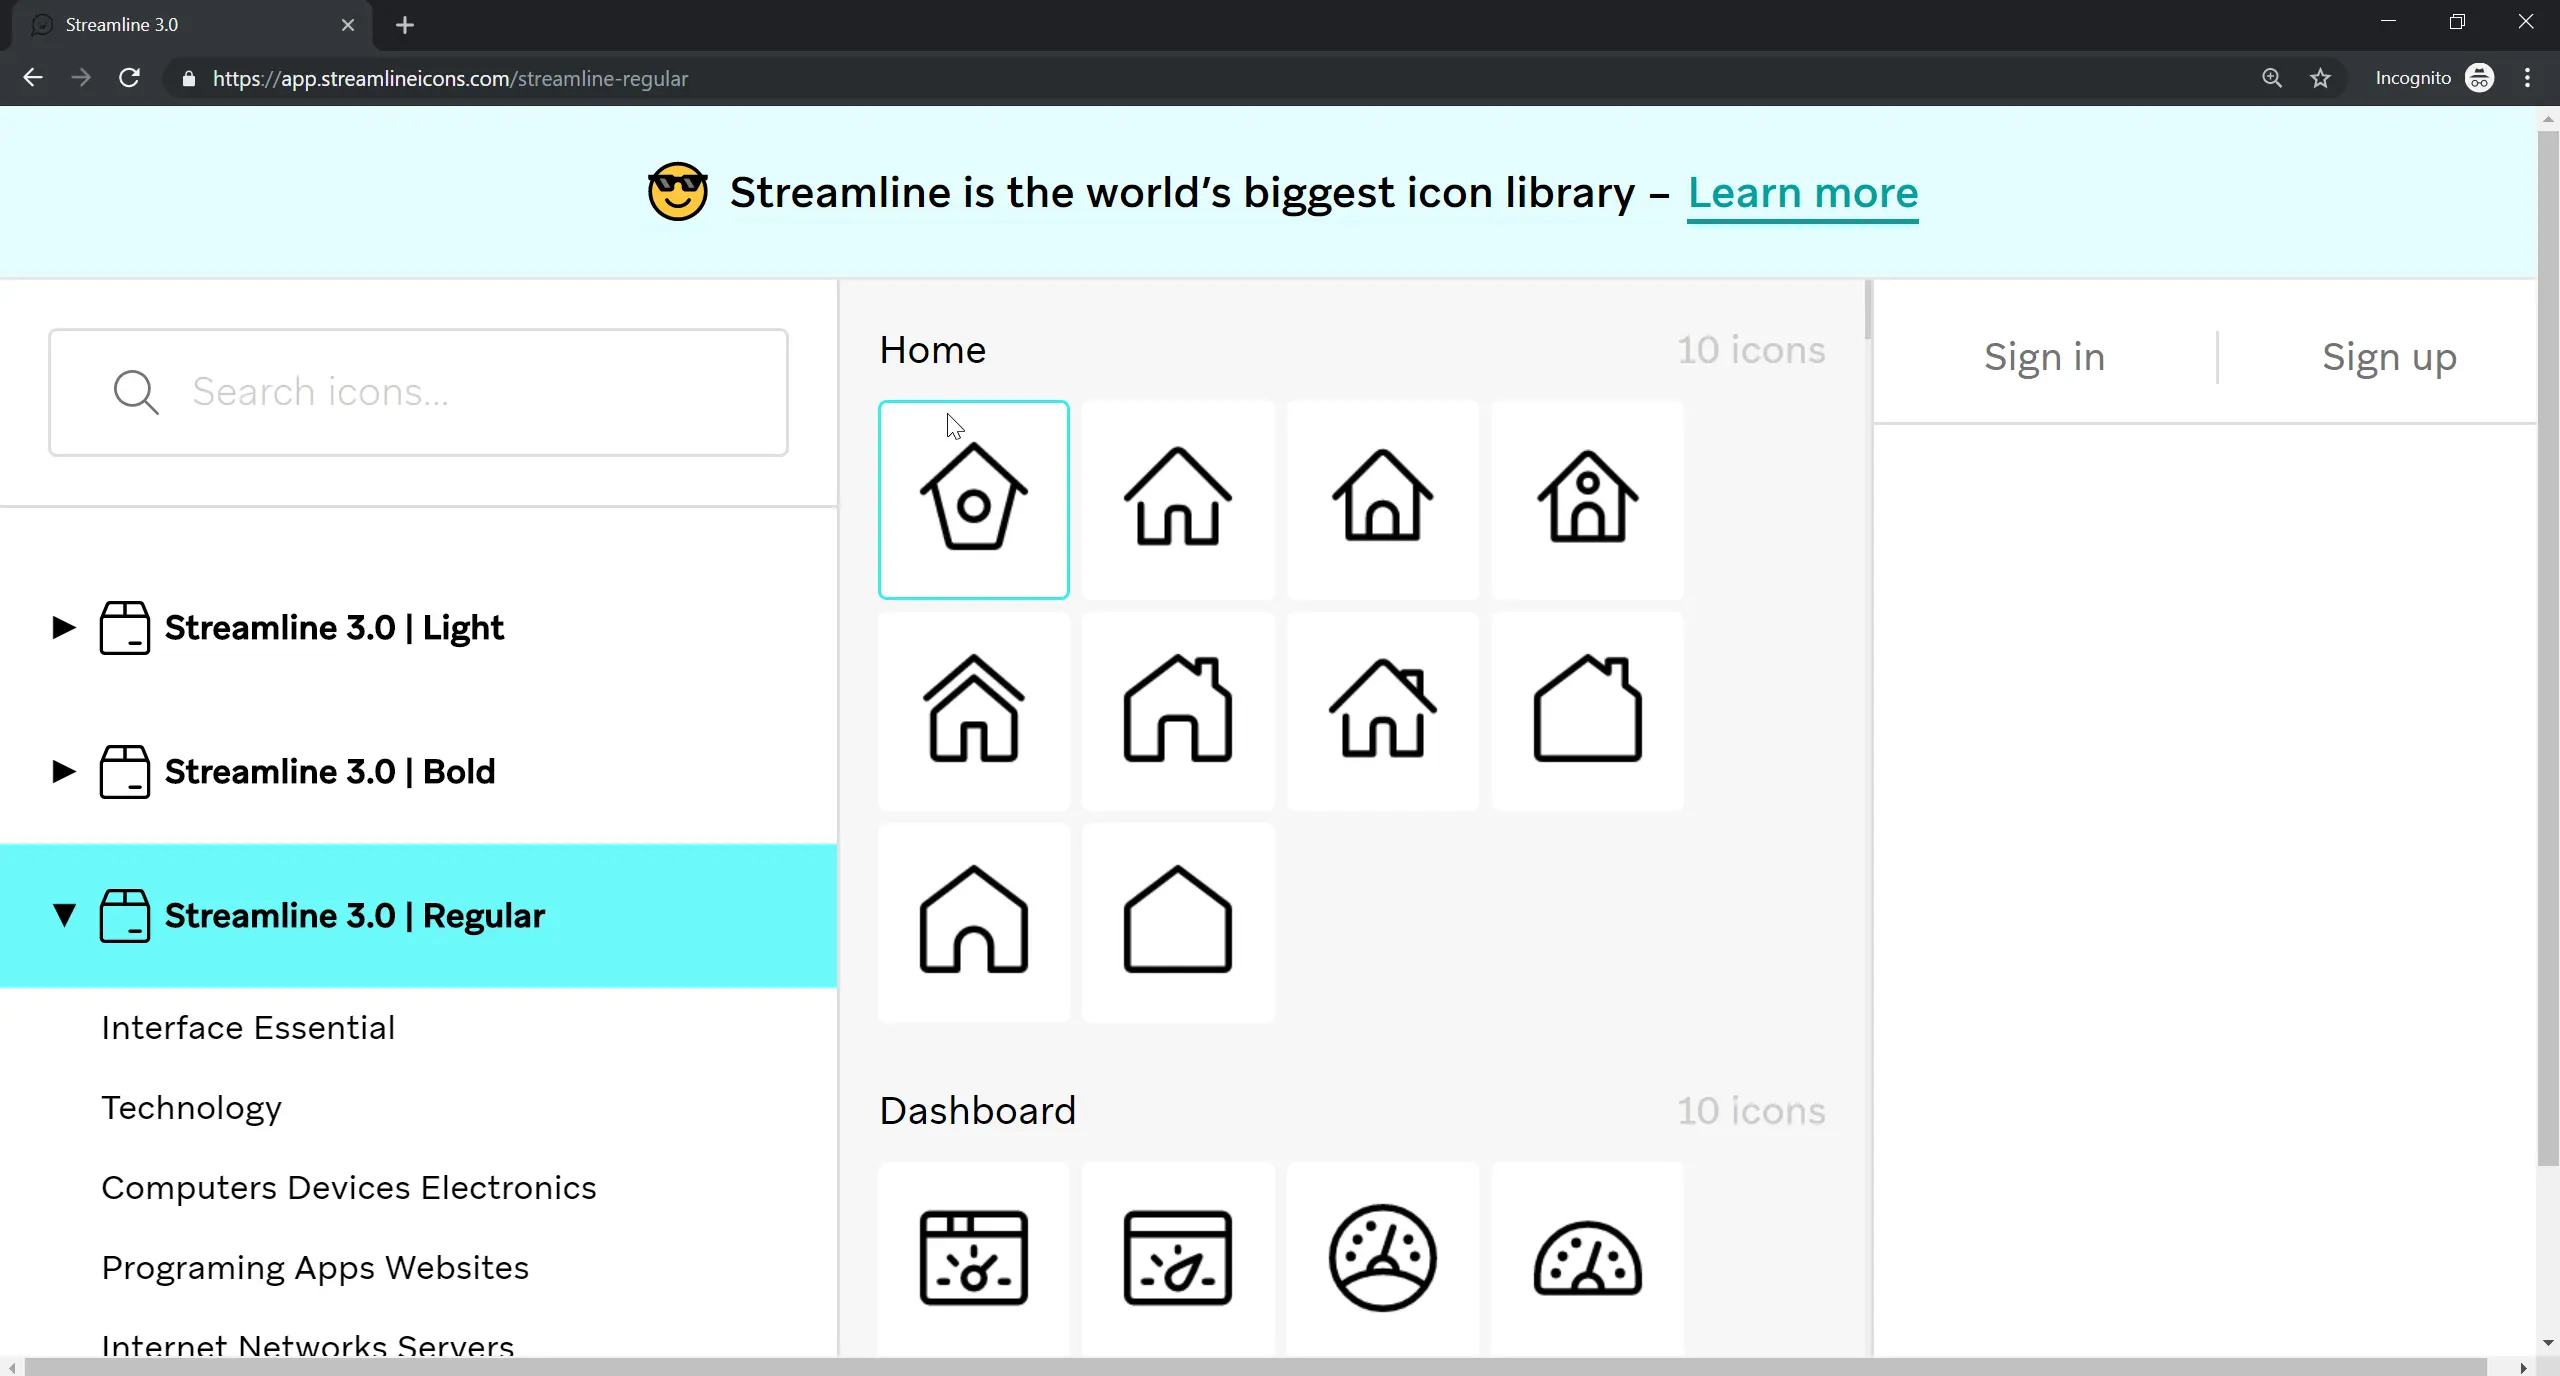 Streamline 3.0
https://app.streamlineicons.com/streamline-regular
Incognito
Streamline is the world's biggest icon library – Learn more
Search icons...
Streamline 3.0 | Light
Streamline 3.0 | Bold
Streamline 3.0 | Regular
Interface Essential
Technology
Computers Devices Electronics
Programing Apps Websites
Internet Networks Servers
Home
10 icons
Dashboard
10 icons
Sign in
Sign up